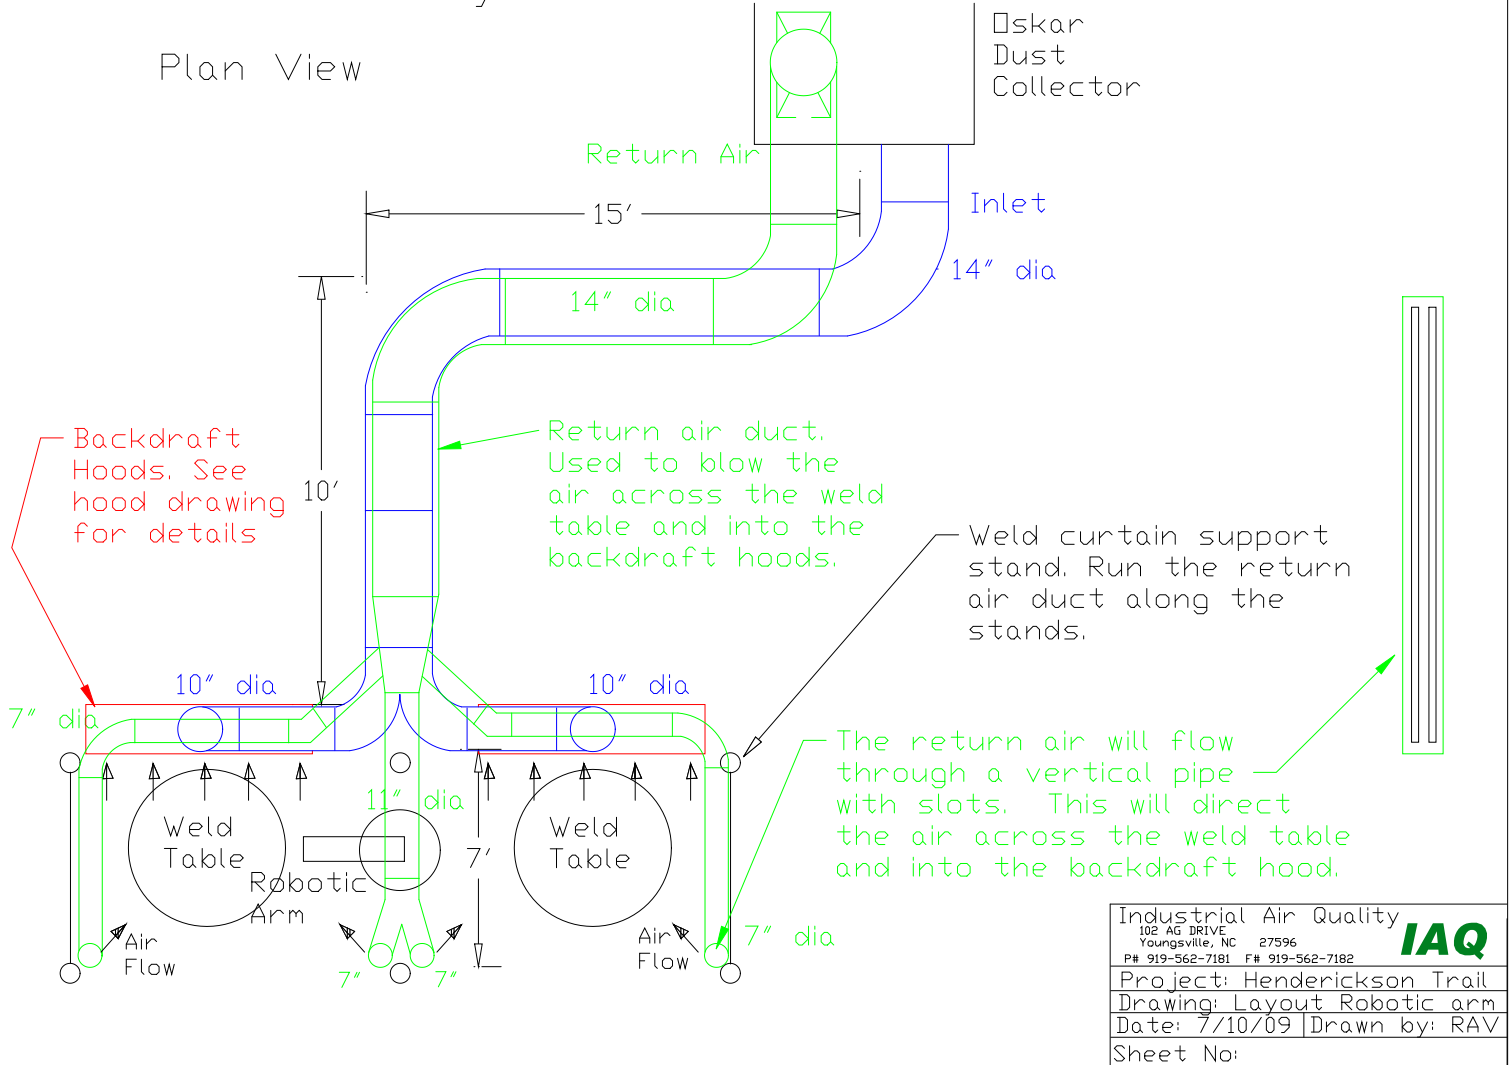 Plan View
Oskar
Dust
Collector
Return Air
15'
Inlet
14" dia
14" dia
Backdraft
Hoods. See
hood drawing
for details
10'
Return air duct.
Used to blow the
air across the weld
table and into the
backdraft hoods.
Weld curtain support
stand. Run the return
air duct along the
stands.
10" dia
10" dia
7" dia
The return air will flow
through a vertical pipe
with slots. This will direct
the air across the weld table
and into the backdraft hood.
11" dia
Weld
Table
Weld
Table
7'
Robotic
Arm
Air
Flow
Air
Flow
7" dia
7"
7"
Industrial Air Quality
102 AG DRIVE
Youngsville, NC 27596
P# 919-562-7181 F# 919-562-7182
IAQ
Project: Henderickson Trail
Drawing: Layout Robotic arm
Date: 7/10/09 Drawn by: RAV
Sheet No: